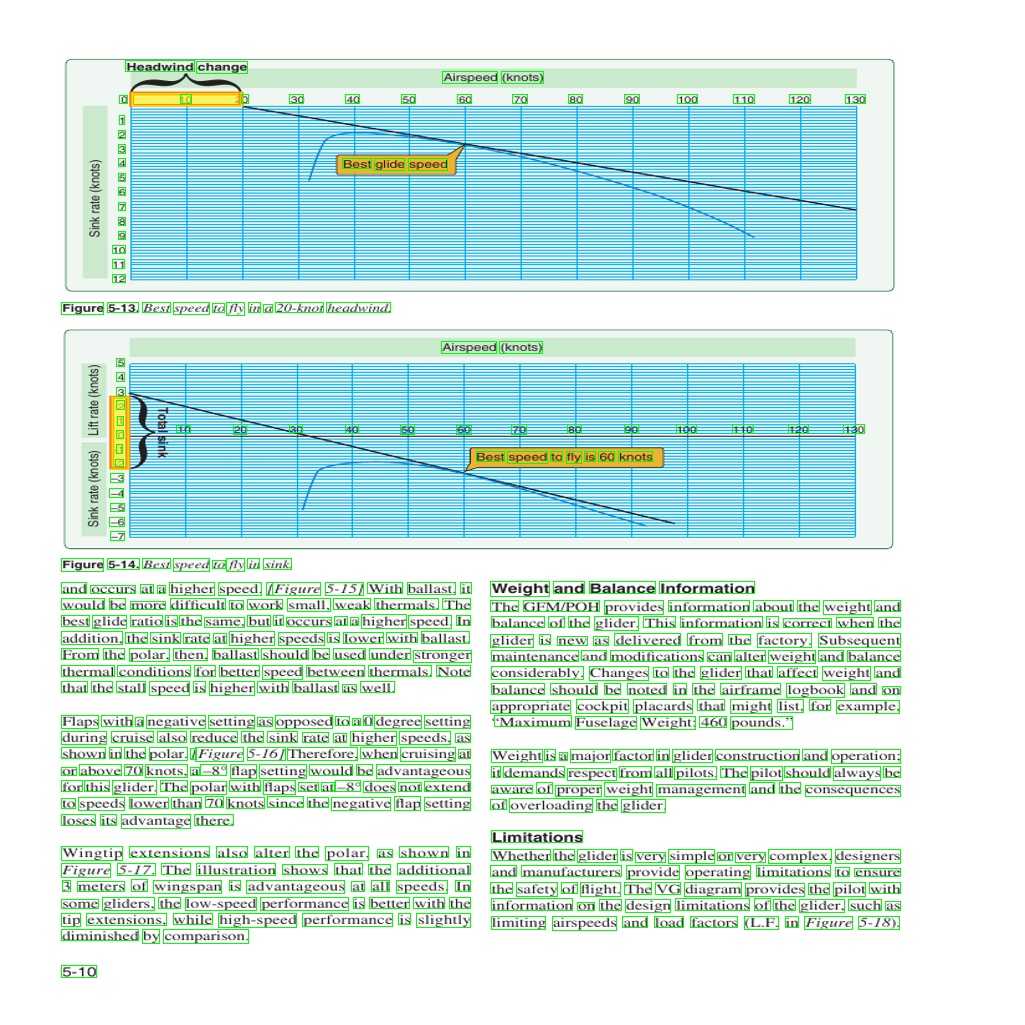 Headwind change
Airspeed (knots)
0 10 20 30 40 50 60 70 80 90 100 110 120 130
1
2
3
4
5
6
7
8
9
10
11
12
Sink rate (knots)
Best glide speed
Figure 5-13. Best speed to fly in a 20-knot headwind.
Airspeed (knots)
5
4
3
2
1
0
-1
-2
–3
–4
–5
–6
–7
Lift rate (knots)
Sink rate (knots)
Total sink
10 20 30 40 50 60 70 80 90 100 110 120 130
Best speed to fly is 60 knots
Figure 5-14. Best speed to fly in sink.
and occurs at a higher speed. [Figure 5-15] With ballast, it
would be more difficult to work small, weak thermals. The
best glide ratio is the same, but it occurs at a higher speed. In
addition, the sink rate at higher speeds is lower with ballast.
From the polar, then, ballast should be used under stronger
thermal conditions for better speed between thermals. Note
that the stall speed is higher with ballast as well.
Flaps with a negative setting as opposed to a 0 degree setting
during cruise also reduce the sink rate at higher speeds, as
shown in the polar. [Figure 5-16] Therefore, when cruising at
or above 70 knots, a –8° flap setting would be advantageous
for this glider. The polar with flaps set at –8° does not extend
to speeds lower than 70 knots since the negative flap setting
loses its advantage there.
Wingtip extensions also alter the polar, as shown in
Figure 5-17. The illustration shows that the additional
3 meters of wingspan is advantageous at all speeds. In
some gliders, the low-speed performance is better with the
tip extensions, while high-speed performance is slightly
diminished by comparison.
Weight and Balance Information
The GFM/POH provides information about the weight and
balance of the glider. This information is correct when the
glider is new as delivered from the factory. Subsequent
maintenance and modifications can alter weight and balance
considerably. Changes to the glider that affect weight and
balance should be noted in the airframe logbook and on
appropriate cockpit placards that might list, for example,
“Maximum Fuselage Weight: 460 pounds.”
Weight is a major factor in glider construction and operation;
it demands respect from all pilots. The pilot should always be
aware of proper weight management and the consequences
of overloading the glider.
Limitations
Whether the glider is very simple or very complex, designers
and manufacturers provide operating limitations to ensure
the safety of flight. The VG diagram provides the pilot with
information on the design limitations of the glider, such as
limiting airspeeds and load factors (L.F. in Figure 5-18).
5-10